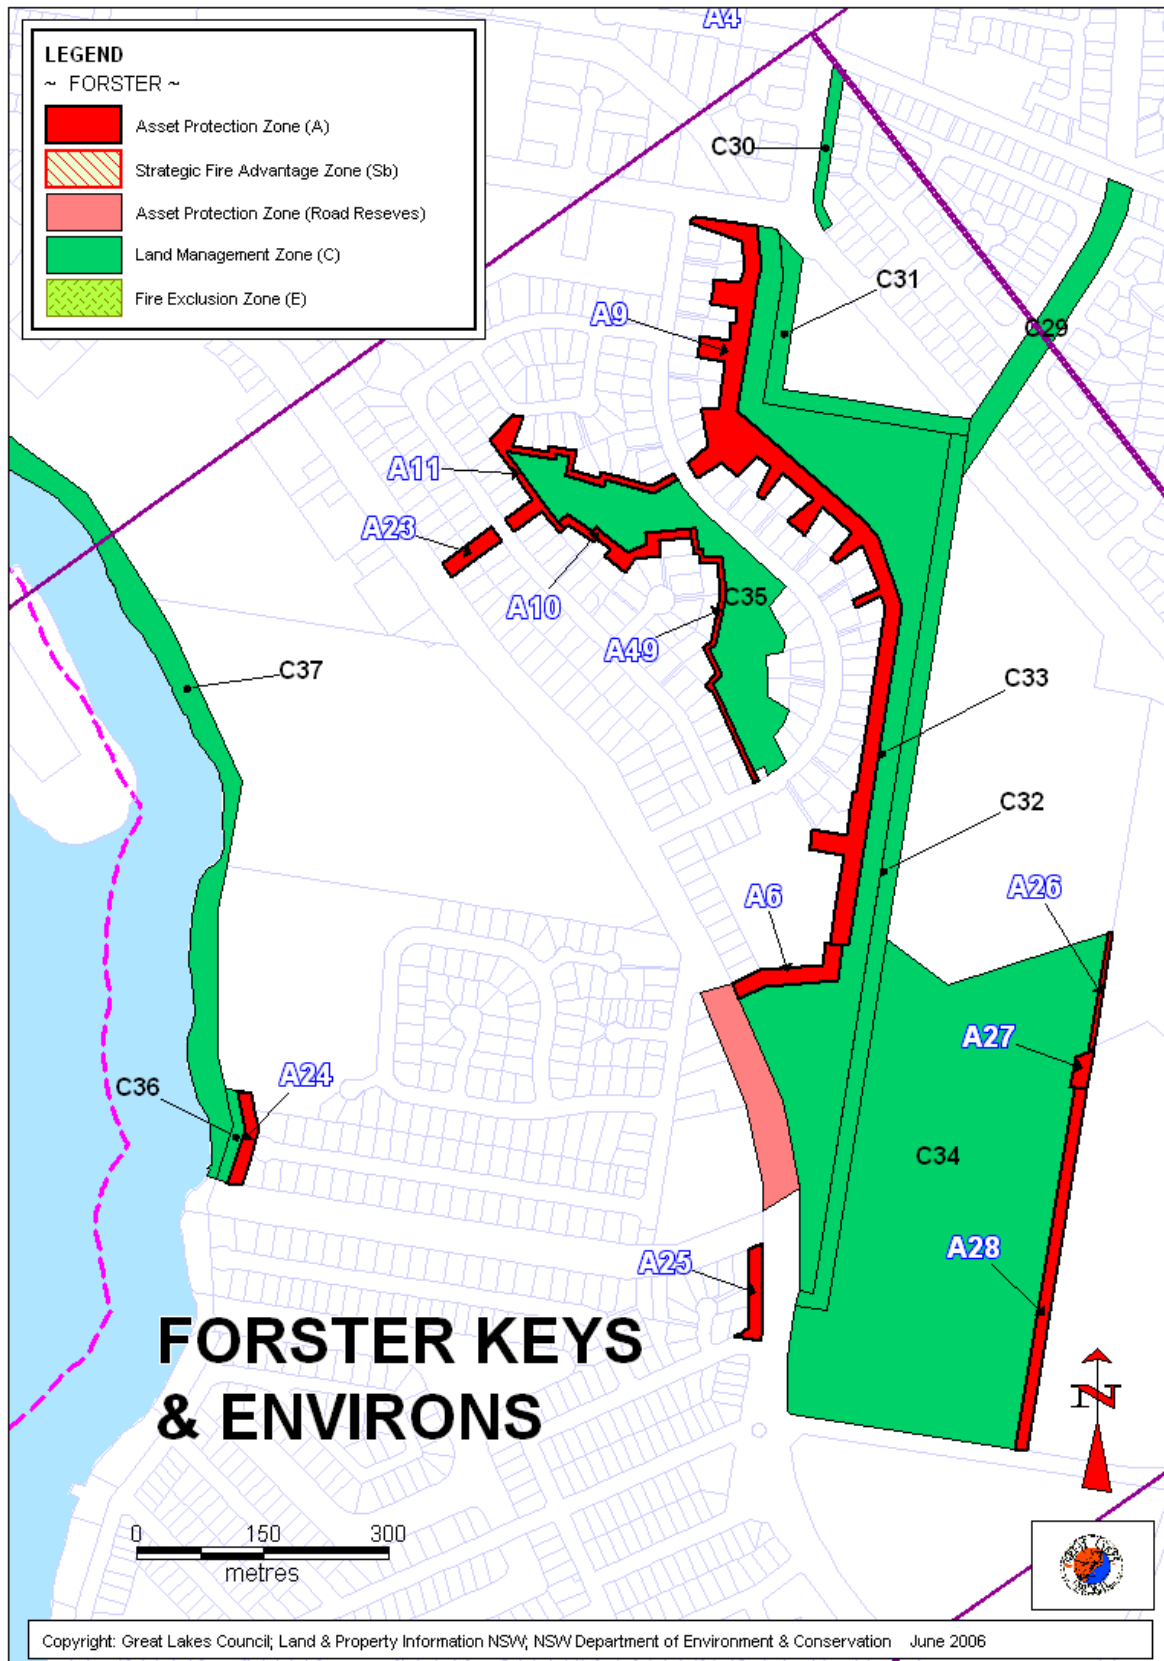 A4
LEGEND
~ FORSTER ~
Asset Protection Zone (A)
Strategic Fire Advantage Zone (Sb)
Asset Protection Zone (Road Reseves)
Land Management Zone (C)
Fire Exclusion Zone (E)
C30
C31
C29
A9
A11
A23
A10
C35
A49
C37
C33
C32
A26
A6
A27
A24
C36
C34
A28
A25
FORSTER KEYS
& ENVIRONS
N
0 150 300
metres
Copyright: Great Lakes Council; Land & Property Information NSW; NSW Department of Environment & Conservation June 2006